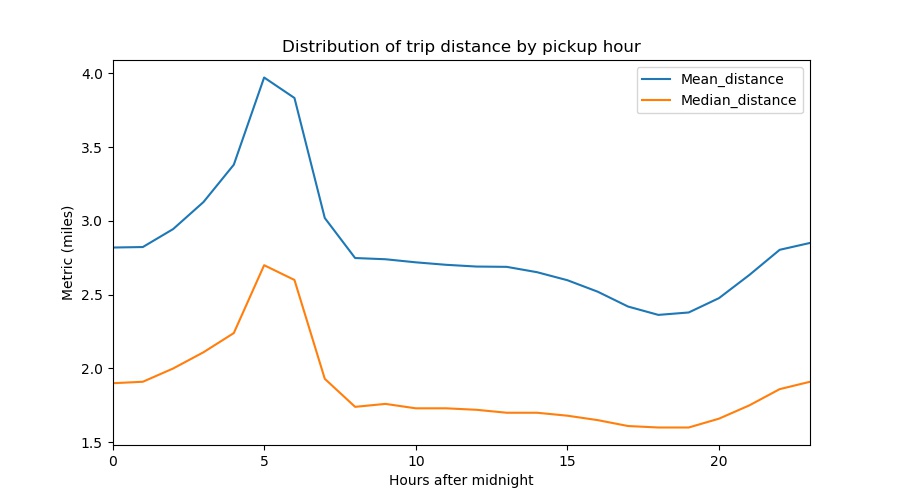 Distribution of trip distance by pickup hour
Mean_distance
Median_distance
4.0
3.5
3.0
2.5
2.0
1.5
Metric (miles)
0 5 10 15 20
Hours after midnight